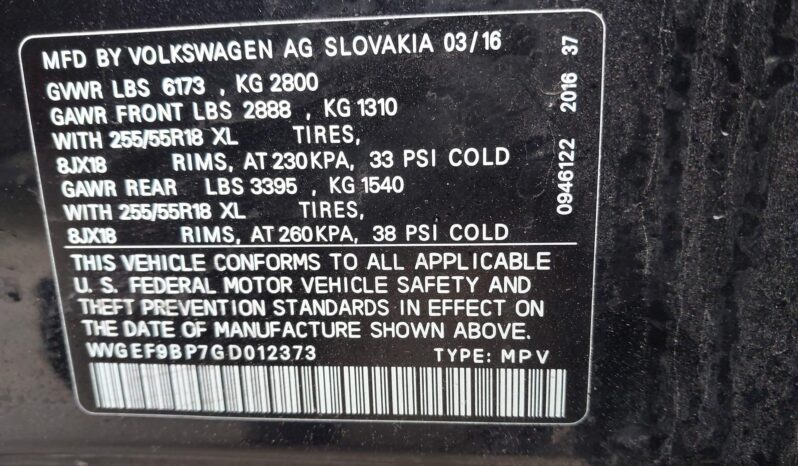 MFD BY VOLKSWAGEN AG SLOVAKIA 03/16
GVWR LBS 6173 , KG 2800
GAWR FRONT LBS 2888 , KG 1310
WITH 255/55R18 XL TIRES,
8JX18 RIMS, AT 230KPA, 33 PSI COLD
GAWR REAR LBS 3395 , KG 1540
WITH 255/55R18 XL TIRES,
8JX18 RIMS, AT 260KPA, 38 PSI COLD
THIS VEHICLE CONFORMS TO ALL APPLICABLE
U. S. FEDERAL MOTOR VEHICLE SAFETY AND
THEFT PREVENTION STANDARDS IN EFFECT ON
THE DATE OF MANUFACTURE SHOWN ABOVE.
WVGEF9BP7GD012373 TYPE: MPV
0946122 2016 37